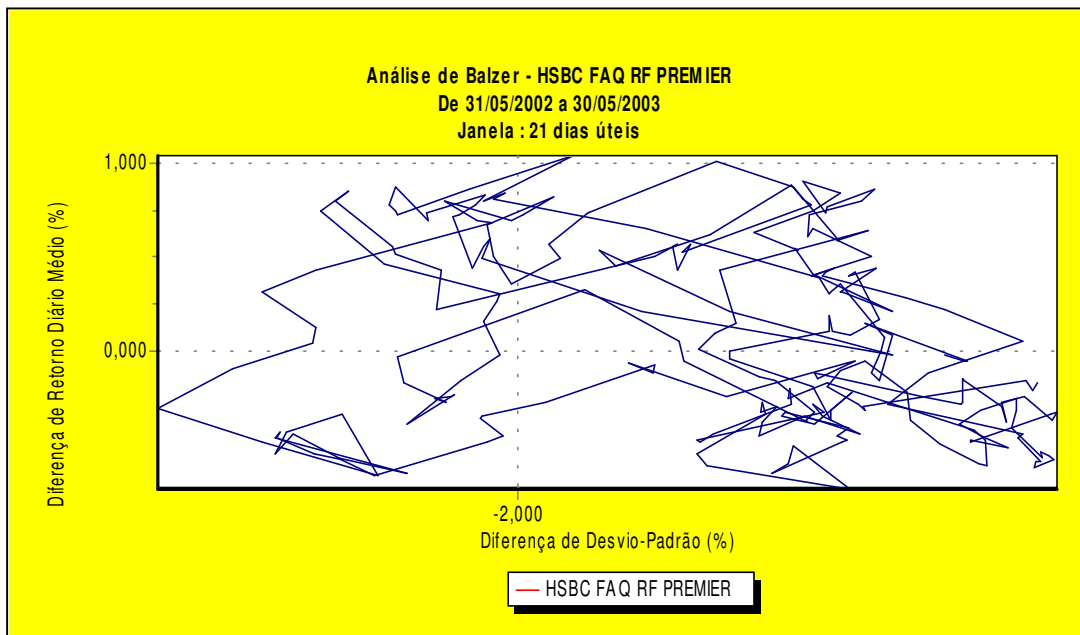 Análise de Balzer - HSBC FAQ RF PREMIER
De 31/05/2002 a 30/05/2003
Janela : 21 dias úteis
1,000
0,000
Diferença de Retorno Diário Médio (%)
-2,000
Diferença de Desvio-Padrão (%)
HSBC FAQ RF PREMIER